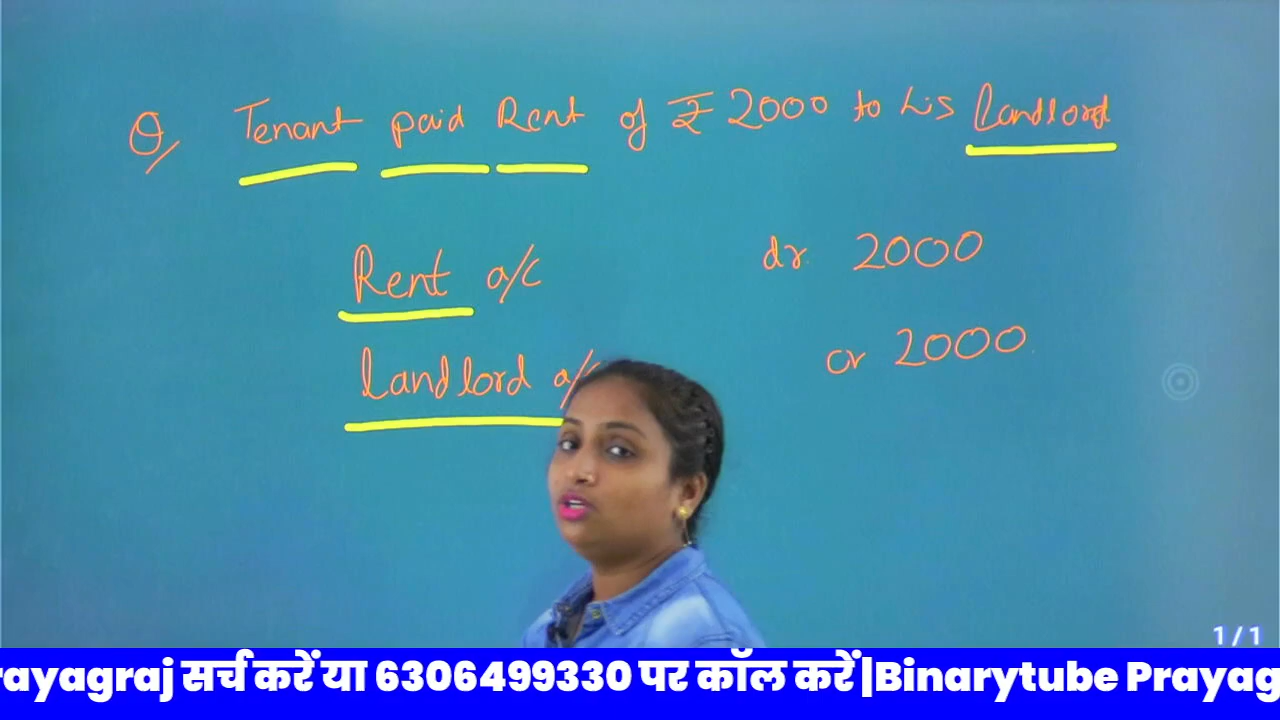 Q/ Tenant paid Rent of ₹ 2000 to his Landlord
Rent a/c dr. 2000
Landlord a/c cr 2000
1 / 1
rayagraj सर्च करें या 6306499330 पर कॉल करें |Binarytube Prayag